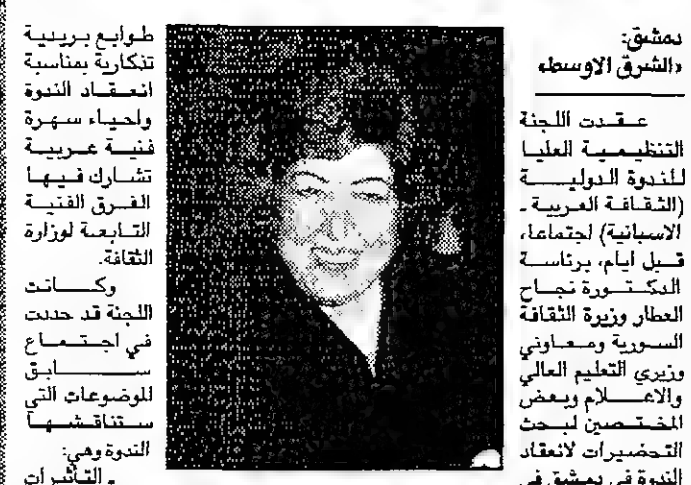 دمشق:
«الشرق الاوسط»
عقدت اللجنة
التنظيمية العليا
للندوة الدولية
(الثقافة العربية ـ
الاسبانية) اجتماعا،
قبل ايام، برئاسة
الدكتورة نجاح
العطار وزيرة الثقافة
السورية ومعاوني
وزيري التعليم العالي
والاعلام وبعض
المختصين لبحث
التحضيرات لانعقاد
الندوة في دمشق في
طوابع بريدية
تذكارية بمناسبة
انعقاد الندوة
واحياء سهرة
فنية عربية
تشارك فيها
الفرق الفنية
التابعة لوزارة
الثقافة.
وكانت
اللجنة قد حددت
في اجتماع
سابق
الموضوعات التي
ستناقشها
الندوة وهي:
ـ التأثيرات